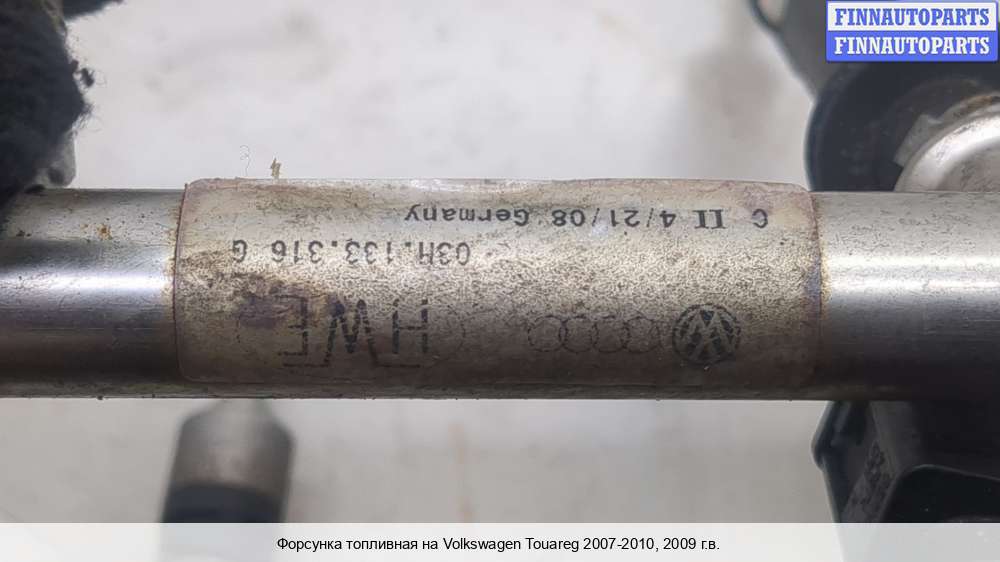 FINNAUTOPARTS
FINNAUTOPARTS
HWE
03H.133.316 G
C II 4/21/08 Germany
Форсунка топливная на Volkswagen Touareg 2007-2010, 2009 г.в.